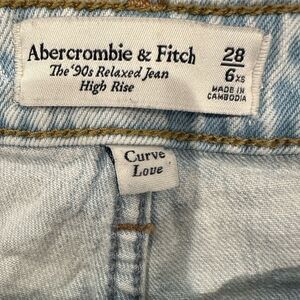 Abercrombie & Fitch
The '90s Relaxed Jean
High Rise
28
6XS
MADE IN
CAMBODIA
Curve
Love